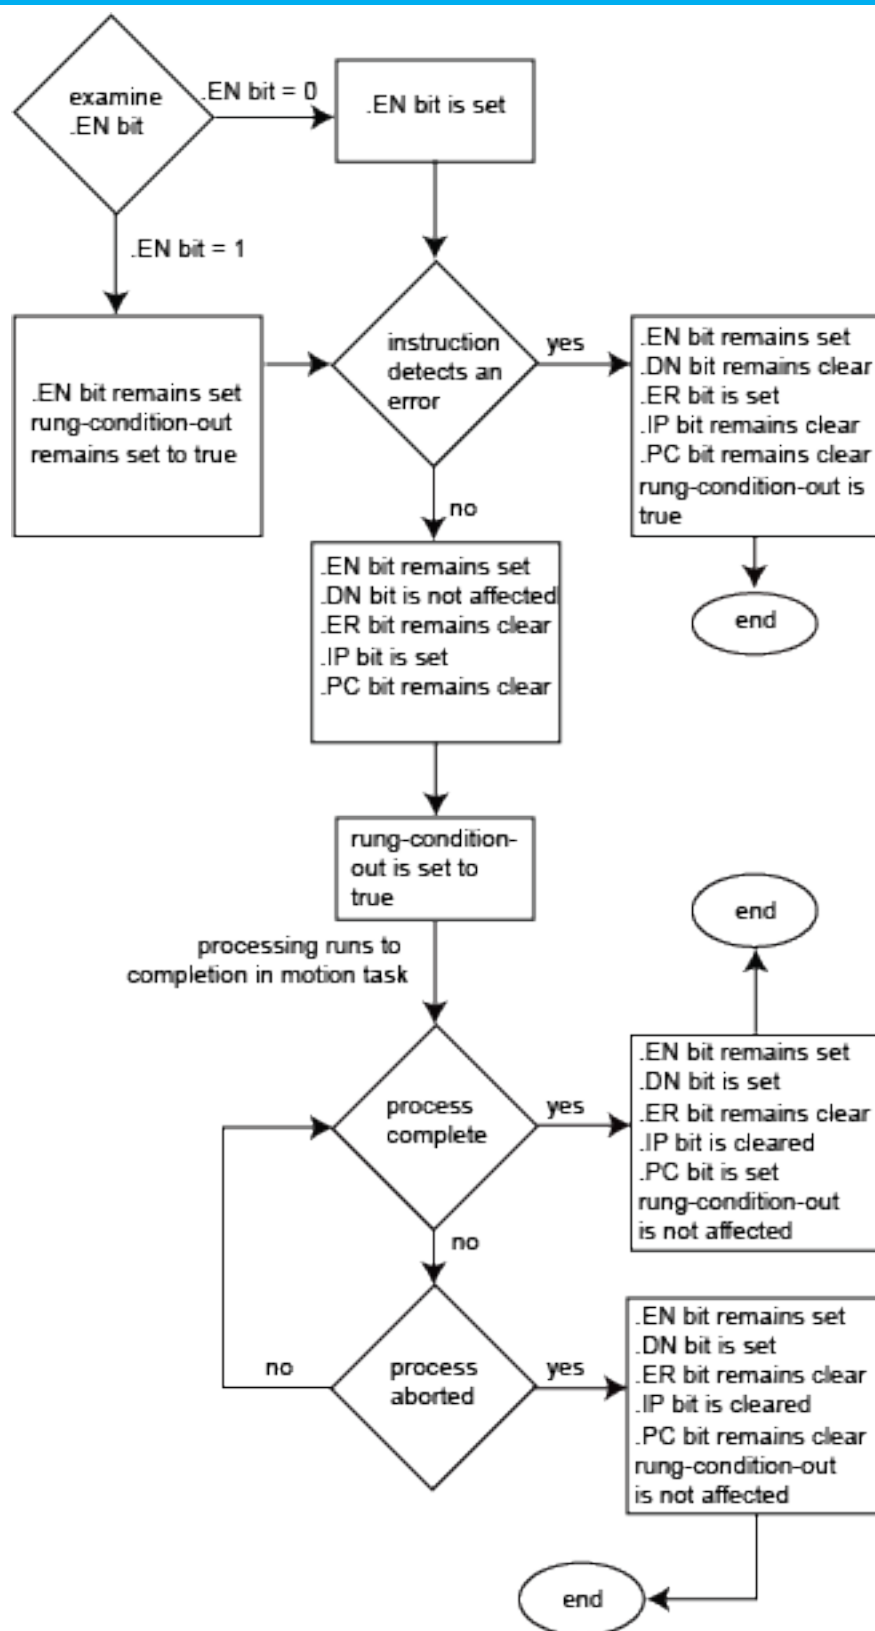 examine
.EN bit
.EN bit = 0
.EN bit is set
.EN bit = 1
.EN bit remains set
rung-condition-out
remains set to true
instruction
detects an
error
yes
.EN bit remains set
.DN bit remains clear
.ER bit is set
.IP bit remains clear
.PC bit remains clear
rung-condition-out is
true
end
no
.EN bit remains set
.DN bit is not affected
.ER bit remains clear
.IP bit is set
.PC bit remains clear
rung-condition-
out is set to
true
processing runs to
completion in motion task
end
process
complete
yes
.EN bit remains set
.DN bit is set
.ER bit remains clear
.IP bit is cleared
.PC bit is set
rung-condition-out
is not affected
no
process
aborted
no
yes
.EN bit remains set
.DN bit is set
.ER bit remains clear
.IP bit is cleared
.PC bit remains clear
rung-condition-out
is not affected
end